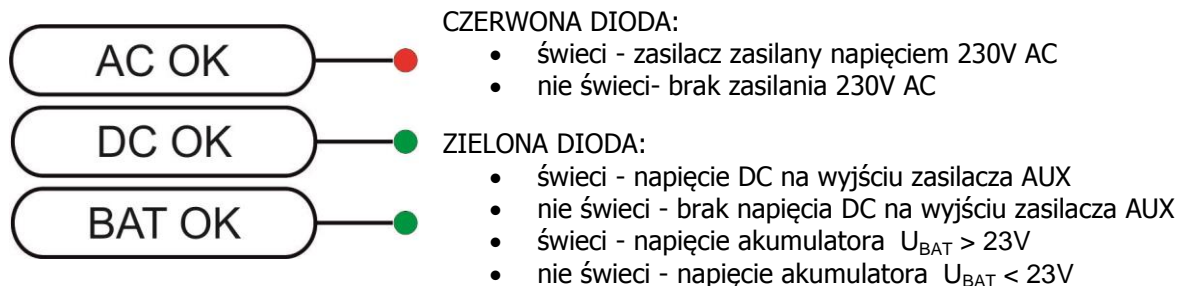 CZERWONA DIODA:
AC OK
• świeci - zasilacz zasilany napięciem 230V AC
• nie świeci- brak zasilania 230V AC
DC OK
ZIELONA DIODA:
• świeci - napięcie DC na wyjściu zasilacza AUX
• nie świeci - brak napięcia DC na wyjściu zasilacza AUX
BAT OK
• świeci - napięcie akumulatora UBAT > 23V
• nie świeci - napięcie akumulatora UBAT < 23V